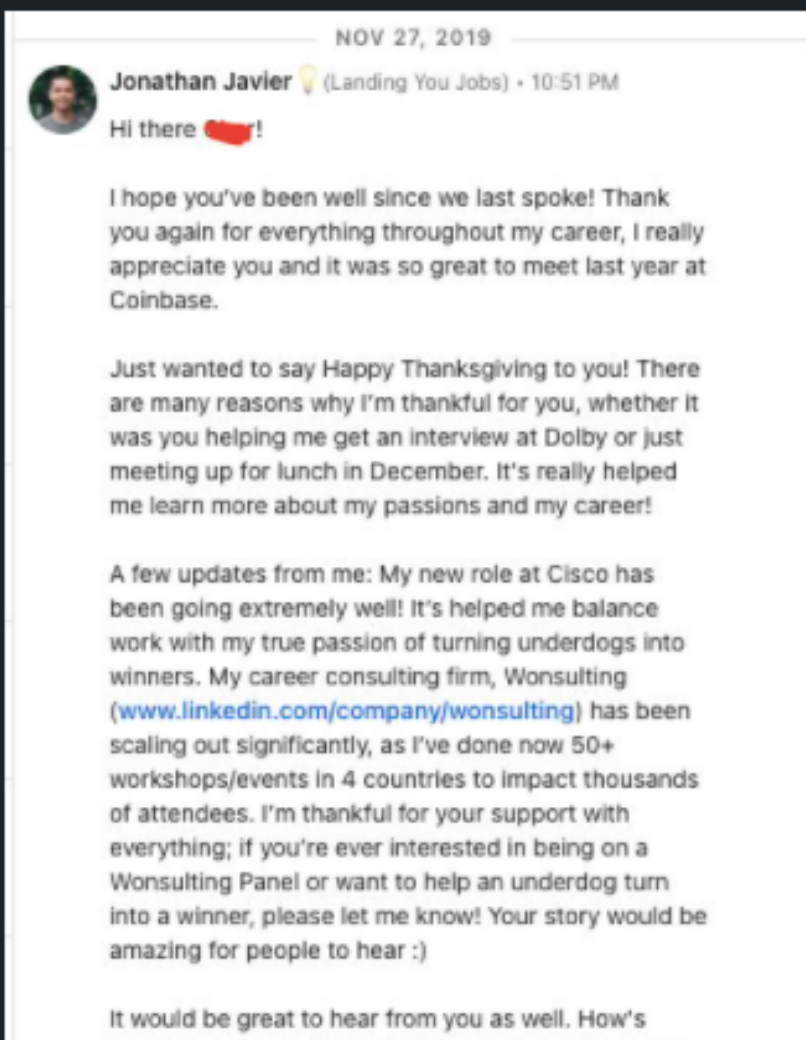 NOV 27, 2019
Jonathan Javier 💡 (Landing You Jobs) • 10:51 PM
Hi there !
I hope you've been well since we last spoke! Thank
you again for everything throughout my career, I really
appreciate you and it was so great to meet last year at
Coinbase.
Just wanted to say Happy Thanksgiving to you! There
are many reasons why I'm thankful for you, whether it
was you helping me get an interview at Dolby or just
meeting up for lunch in December. It's really helped
me learn more about my passions and my career!
A few updates from me: My new role at Cisco has
been going extremely well! It's helped me balance
work with my true passion of turning underdogs into
winners. My career consulting firm, Wonsulting
(www.linkedin.com/company/wonsulting) has been
scaling out significantly, as I've done now 50+
workshops/events in 4 countries to impact thousands
of attendees. I'm thankful for your support with
everything; if you're ever interested in being on a
Wonsulting Panel or want to help an underdog turn
into a winner, please let me know! Your story would be
amazing for people to hear :)
It would be great to hear from you as well. How's